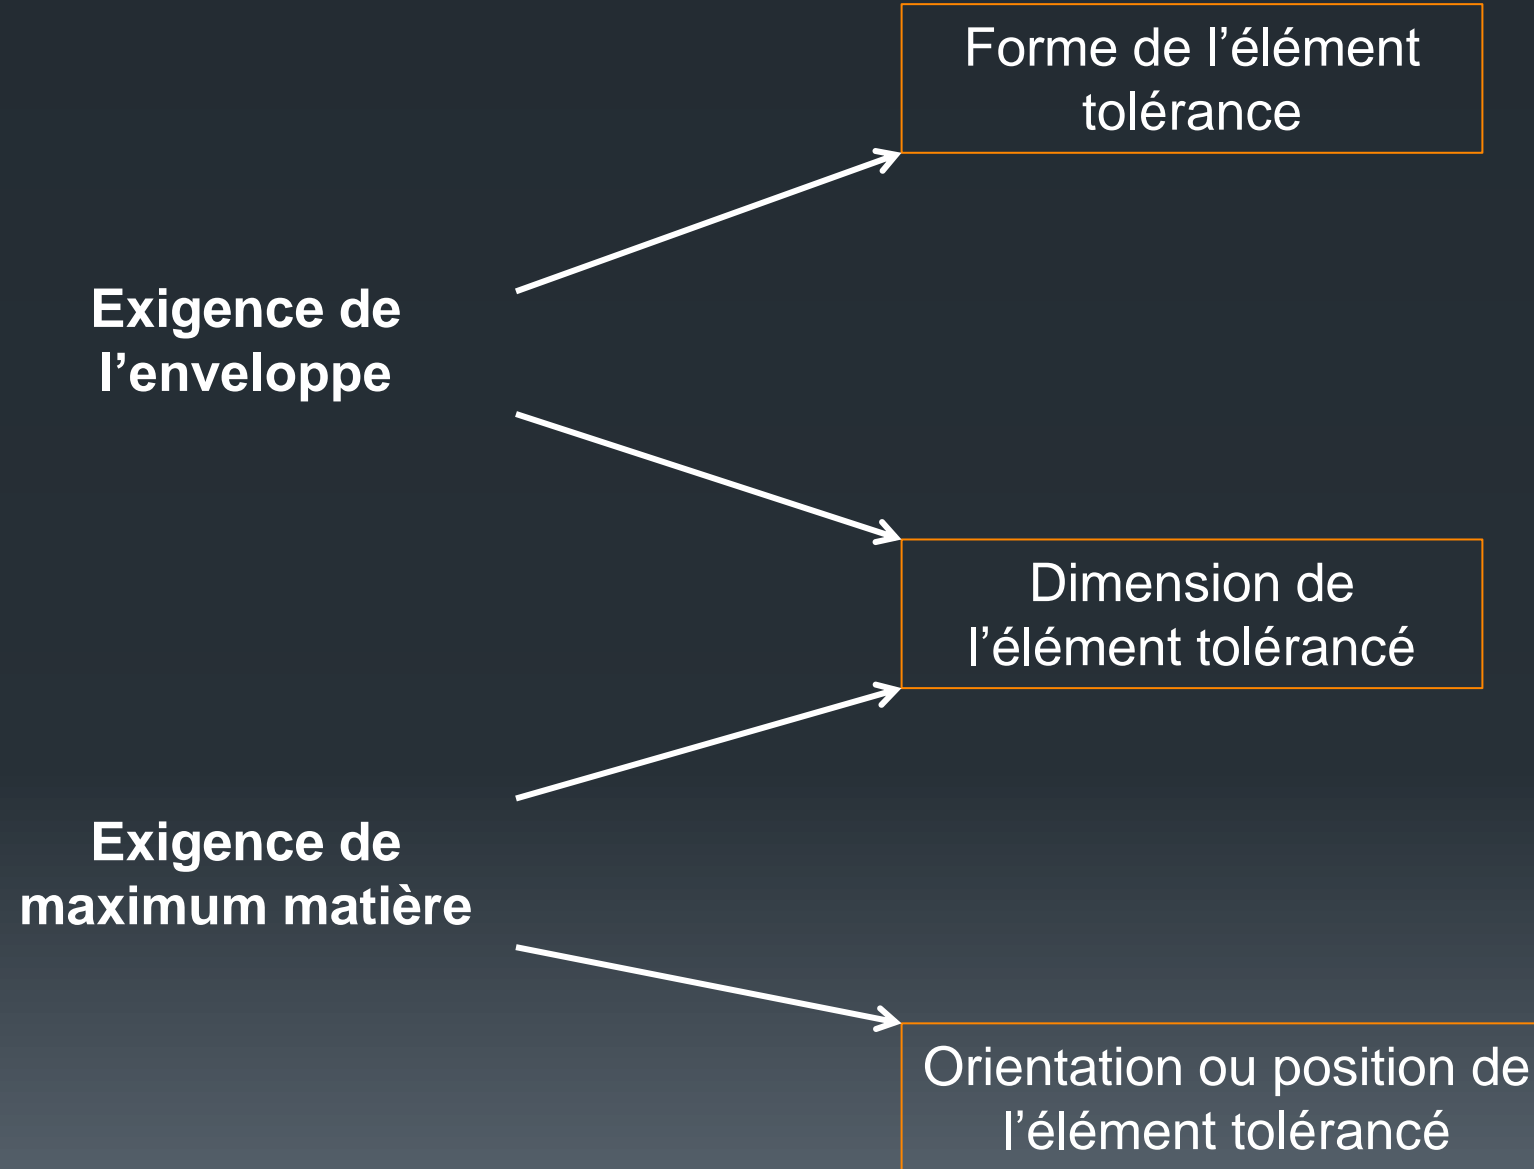 Forme de l’élément
tolérance
Exigence de
l’enveloppe
Dimension de
l’élément tolérancé
Exigence de
maximum matière
Orientation ou position de
l’élément tolérancé